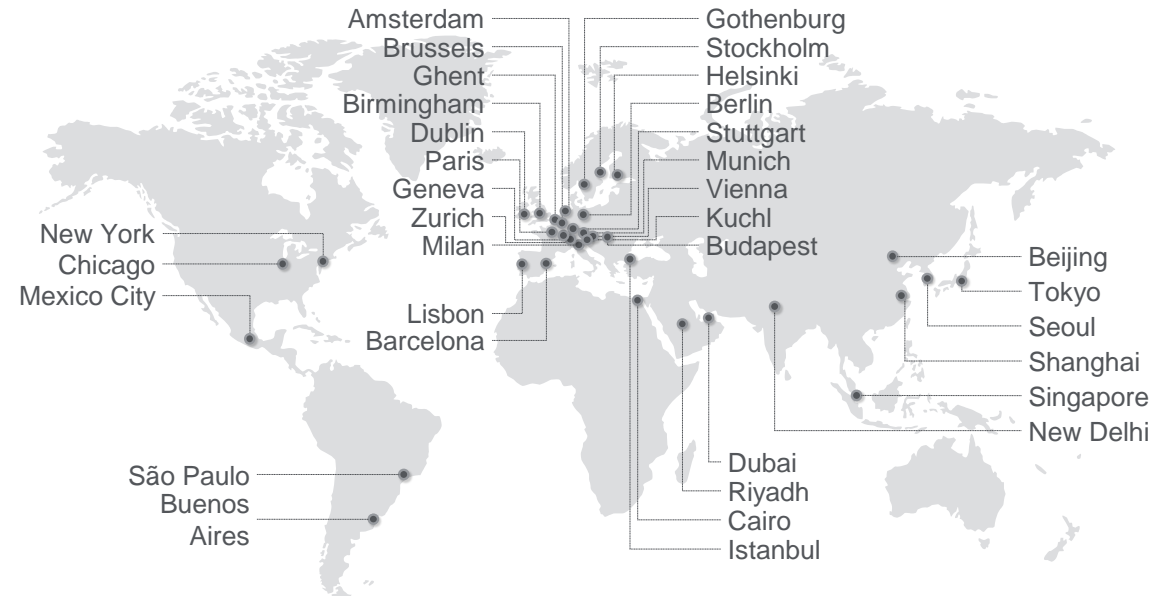 Amsterdam
Brussels
Ghent
Birmingham
Dublin
Paris
Geneva
Zurich
Milan
Lisbon
Barcelona
Gothenburg
Stockholm
Helsinki
Berlin
Stuttgart
Munich
Vienna
Kuchl
Budapest
New York
Chicago
Mexico City
São Paulo
Buenos
Aires
Beijing
Tokyo
Seoul
Shanghai
Singapore
New Delhi
Dubai
Riyadh
Cairo
Istanbul